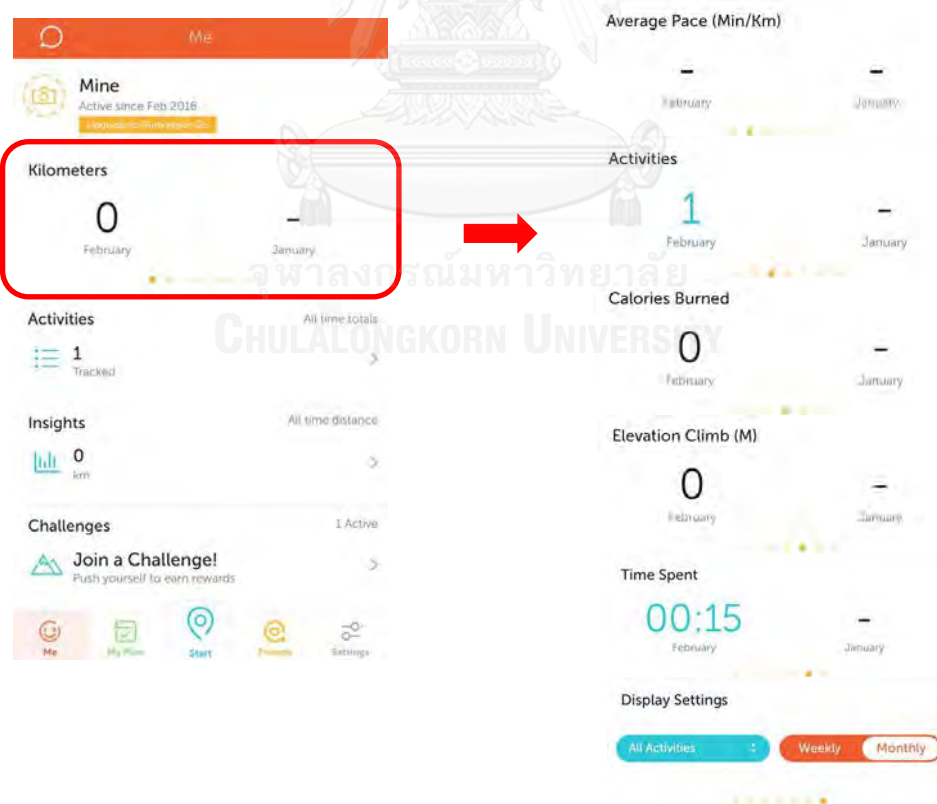 Me
Mine
Active since Feb 2016
Kilometers
0 -
February January
Activities All time totals
1
Tracked
Insights All time distance
0
km
Challenges 1 Active
Join a Challenge!
Push yourself to earn rewards
Me My Plan Start Friends Settings
Average Pace (Min/Km)
- -
February January
Activities
1 -
February January
Calories Burned
0 -
February January
Elevation Climb (M)
0 -
February January
Time Spent
00:15 -
February January
Display Settings
All Activities Weekly Monthly
จุฬาลงกรณ์มหาวิทยาลัย
CHULALONGKORN UNIVERSITY